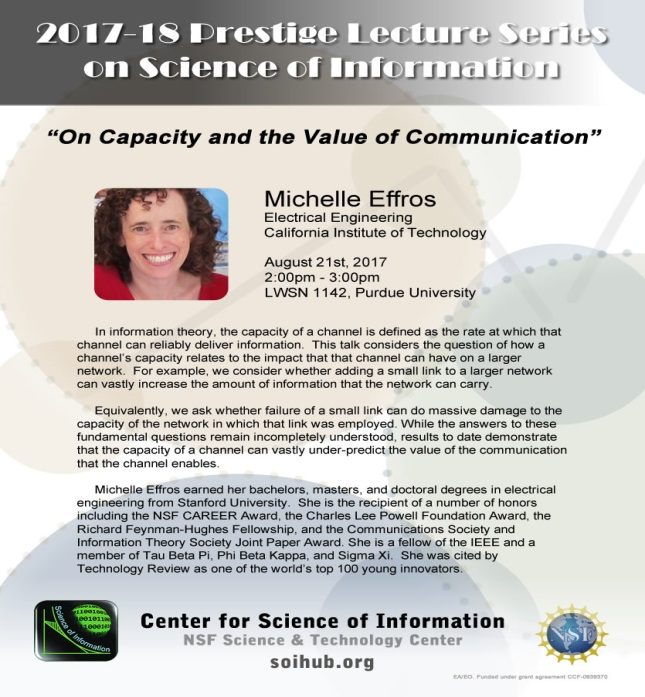 2017-18 Prestige Lecture Series
on Science of Information
“On Capacity and the Value of Communication”
Michelle Effros
Electrical Engineering
California Institute of Technology
August 21st, 2017
2:00pm - 3:00pm
LWSN 1142, Purdue University
In information theory, the capacity of a channel is defined as the rate at which that
channel can reliably deliver information. This talk considers the question of how a
channel's capacity relates to the impact that that channel can have on a larger
network. For example, we consider whether adding a small link to a larger network
can vastly increase the amount of information that the network can carry.
Equivalently, we ask whether failure of a small link can do massive damage to the
capacity of the network in which that link was employed. While the answers to these
fundamental questions remain incompletely understood, results to date demonstrate
that the capacity of a channel can vastly under-predict the value of the communication
that the channel enables.
Michelle Effros earned her bachelors, masters, and doctoral degrees in electrical
engineering from Stanford University. She is the recipient of a number of honors
including the NSF CAREER Award, the Charles Lee Powell Foundation Award, the
Richard Feynman-Hughes Fellowship, and the Communications Society and
Information Theory Society Joint Paper Award. She is a fellow of the IEEE and a
member of Tau Beta Pi, Phi Beta Kappa, and Sigma Xi. She was cited by
Technology Review as one of the world's top 100 young innovators.
Science of Information
Center for Science of Information
NSF Science & Technology Center
soihub.org
NSF
EA/EO. Funded under grant agreement CCF-0939370